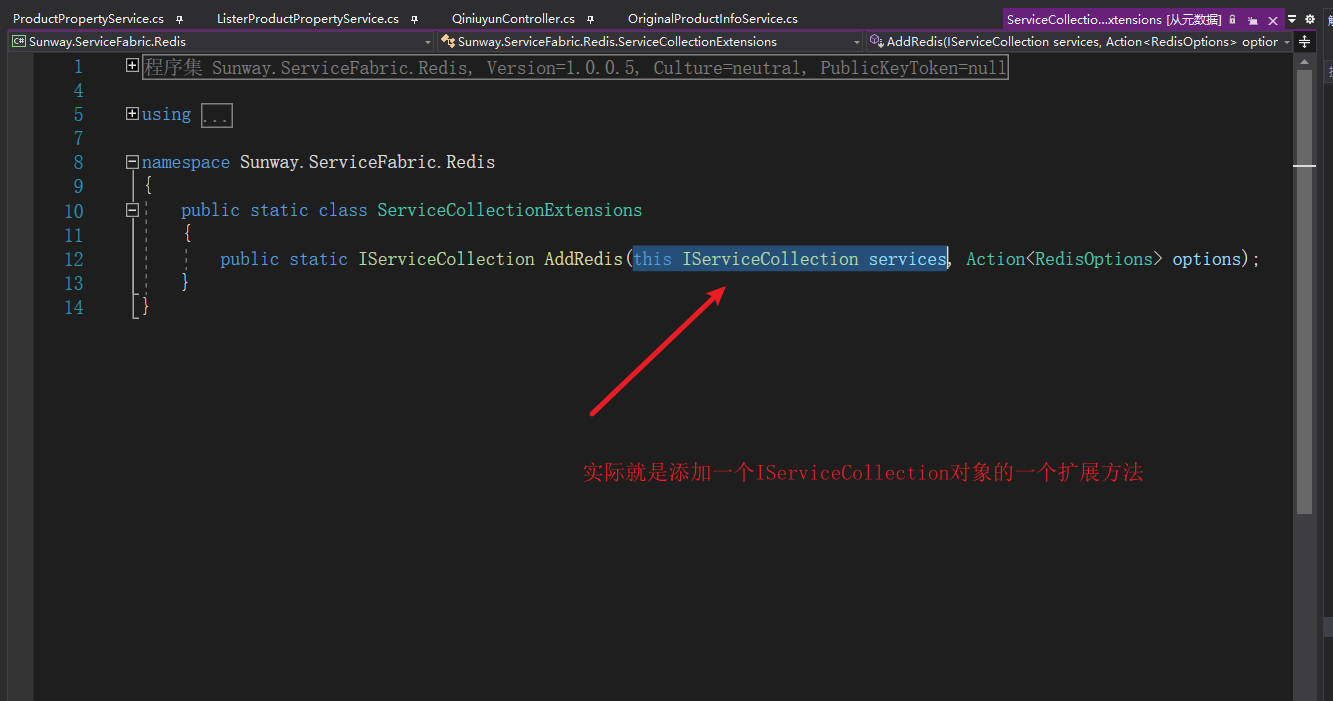 ProductPropertyService.cs ListerProductPropertyService.cs QiniuyunController.cs OriginalProductInfoService.cs ServiceCollectio...xtensions [从元数据]
C# Sunway.ServiceFabric.Redis Sunway.ServiceFabric.Redis.ServiceCollectionExtensions AddRedis(IServiceCollection services, Action<RedisOptions> option
1 程序集 Sunway.ServiceFabric.Redis, Version=1.0.0.5, Culture=neutral, PublicKeyToken=null
4
5 using ...
7
8 namespace Sunway.ServiceFabric.Redis
9 {
10 public static class ServiceCollectionExtensions
11 {
12 public static IServiceCollection AddRedis(this IServiceCollection services, Action<RedisOptions> options);
13 }
14 }
实际就是添加一个IServiceCollection对象的一个扩展方法